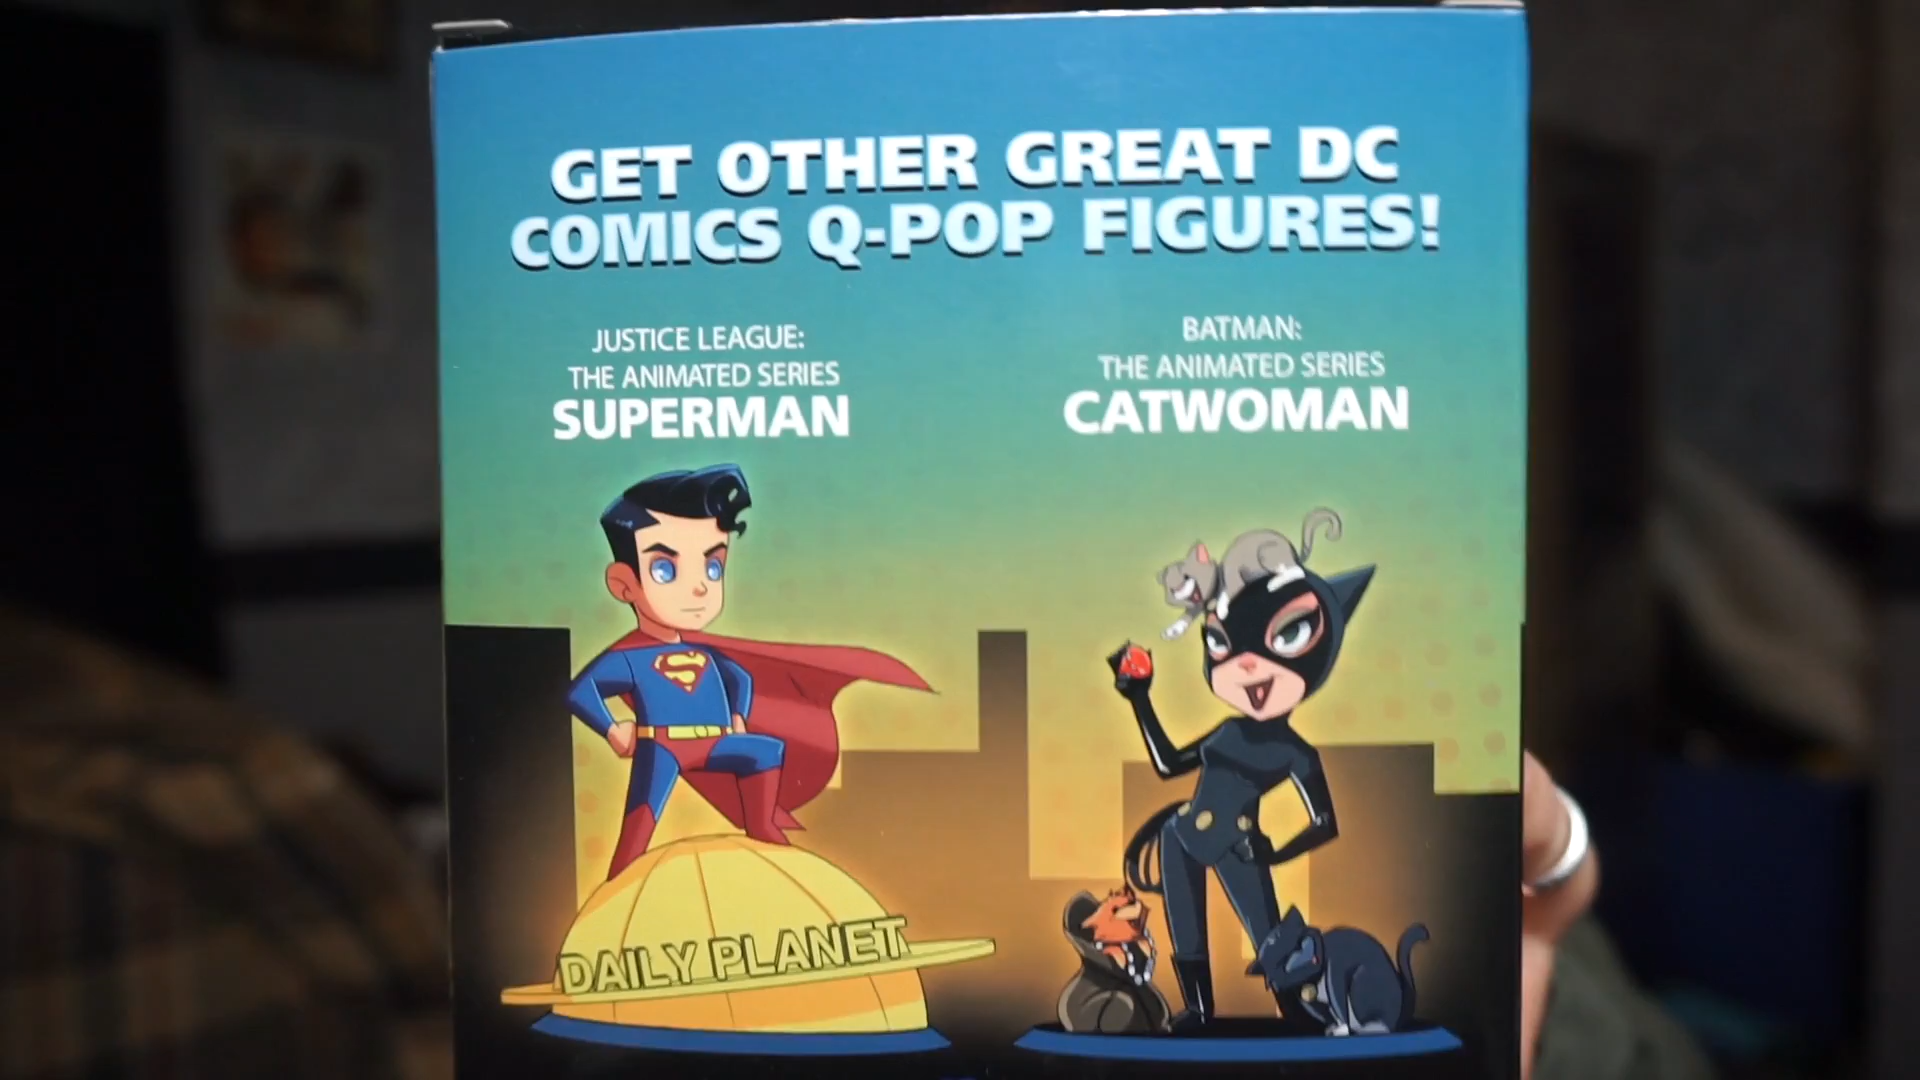 GET OTHER GREAT DC
COMICS Q-POP FIGURES!
JUSTICE LEAGUE:
THE ANIMATED SERIES
SUPERMAN
BATMAN:
THE ANIMATED SERIES
CATWOMAN
S
DAILY PLANET